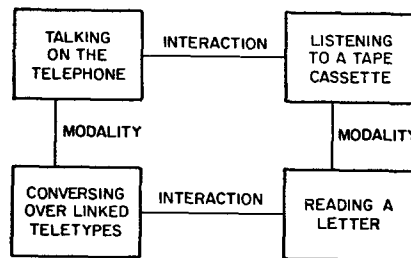 TALKING
ON THE
TELEPHONE
INTERACTION
LISTENING
TO A TAPE
CASSETTE
MODALITY
MODALITY
CONVERSING
OVER LINKED
TELETYPES
INTERACTION
READING A
LETTER